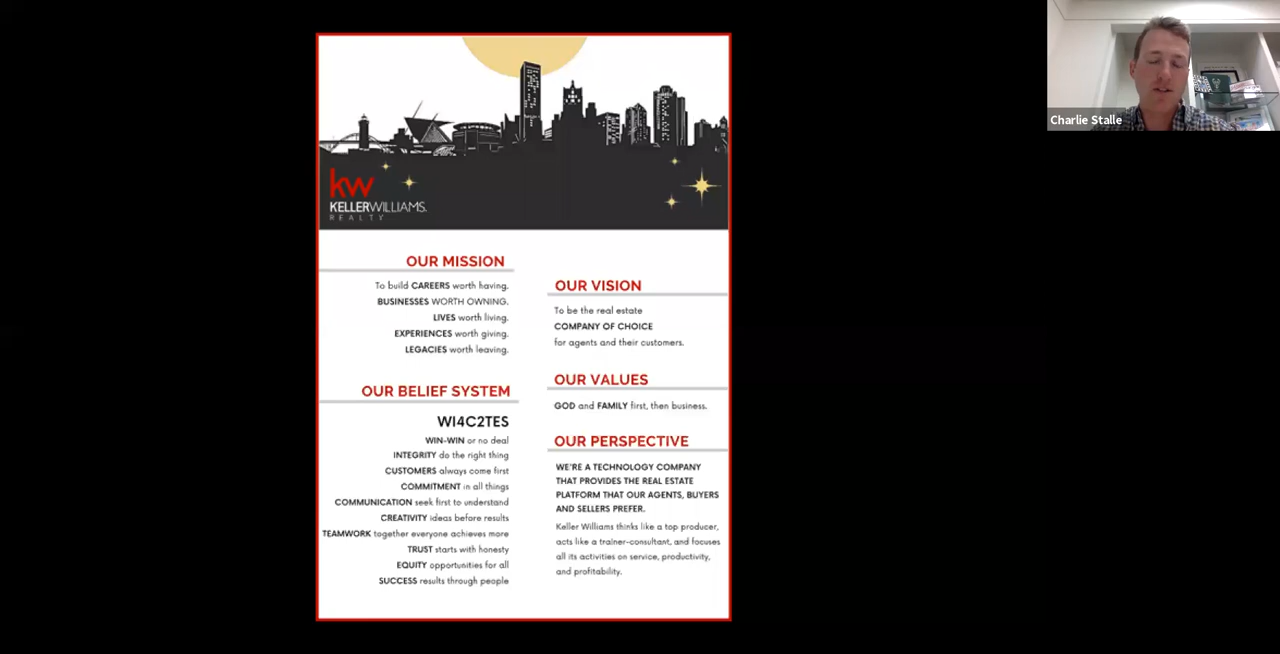 kw
KELLERWILLIAMS.
REALTY
OUR MISSION
To build CAREERS worth having.
BUSINESSES WORTH OWNING.
LIVES worth living.
EXPERIENCES worth giving.
LEGACIES worth leaving.
OUR BELIEF SYSTEM
WI4C2TES
WIN-WIN or no deal
INTEGRITY do the right thing
CUSTOMERS always come first
COMMITMENT in all things
COMMUNICATION seek first to understand
CREATIVITY ideas before results
TEAMWORK together everyone achieves more
TRUST starts with honesty
EQUITY opportunities for all
SUCCESS results through people
OUR VISION
To be the real estate
COMPANY OF CHOICE
for agents and their customers.
OUR VALUES
GOD and FAMILY first, then business.
OUR PERSPECTIVE
WE'RE A TECHNOLOGY COMPANY
THAT PROVIDES THE REAL ESTATE
PLATFORM THAT OUR AGENTS, BUYERS
AND SELLERS PREFER.
Keller Williams thinks like a top producer,
acts like a trainer-consultant, and focuses
all its activities on service, productivity,
and profitability.
Charlie Stalle